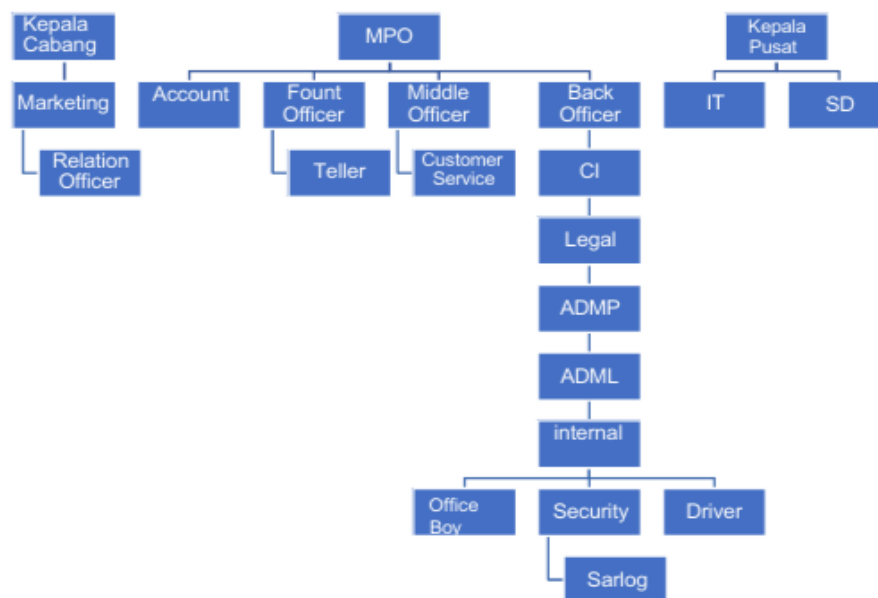 Kepala
Cabang
MPO
Kepala
Pusat
Marketing
Account
Fount
Officer
Middle
Officer
Back
Officer
IT
SD
Relation
Officer
Teller
Customer
Service
CI
Legal
ADMP
ADML
internal
Office
Boy
Security
Driver
Sarlog